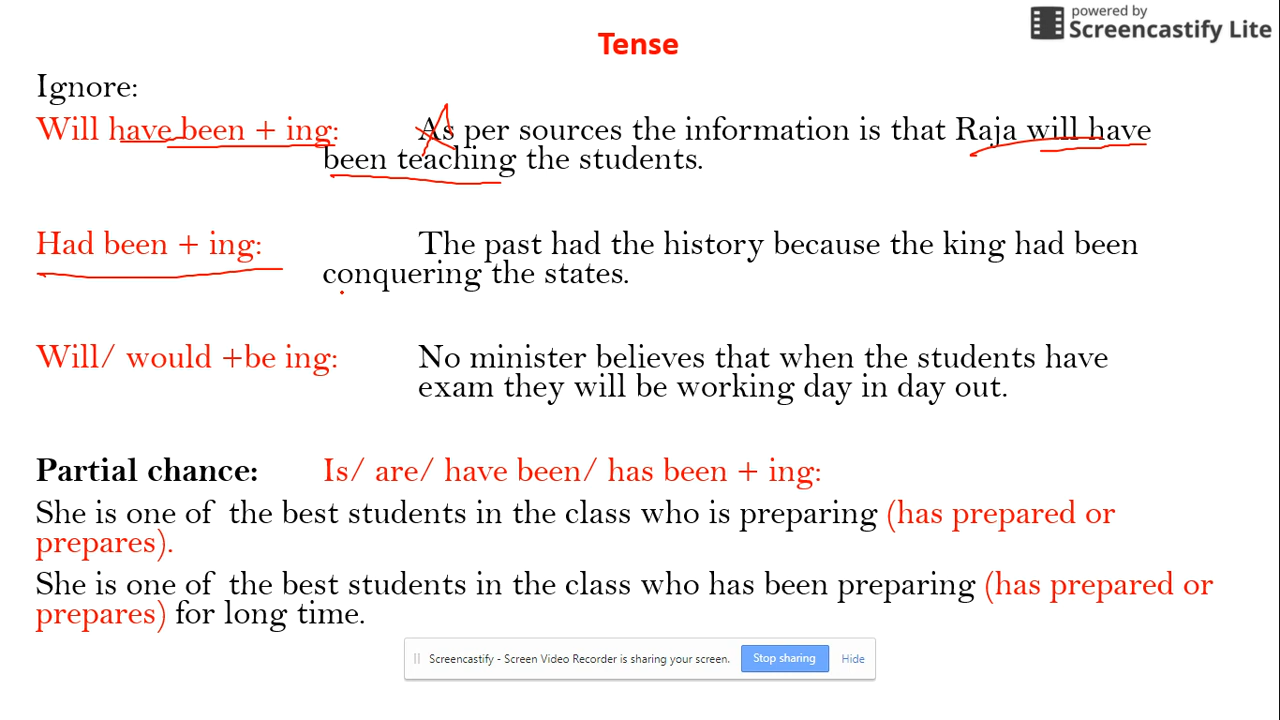 powered by
Screencastify Lite
Tense
Ignore:
Will have been + ing: As per sources the information is that Raja will have
been teaching the students.
Had been + ing: The past had the history because the king had been
conquering the states.
Will/ would +be ing: No minister believes that when the students have
exam they will be working day in day out.
Partial chance: Is/ are/ have been/ has been + ing:
She is one of the best students in the class who is preparing (has prepared or
prepares).
She is one of the best students in the class who has been preparing (has prepared or
prepares) for long time.
Screencastify - Screen Video Recorder is sharing your screen. Stop sharing Hide